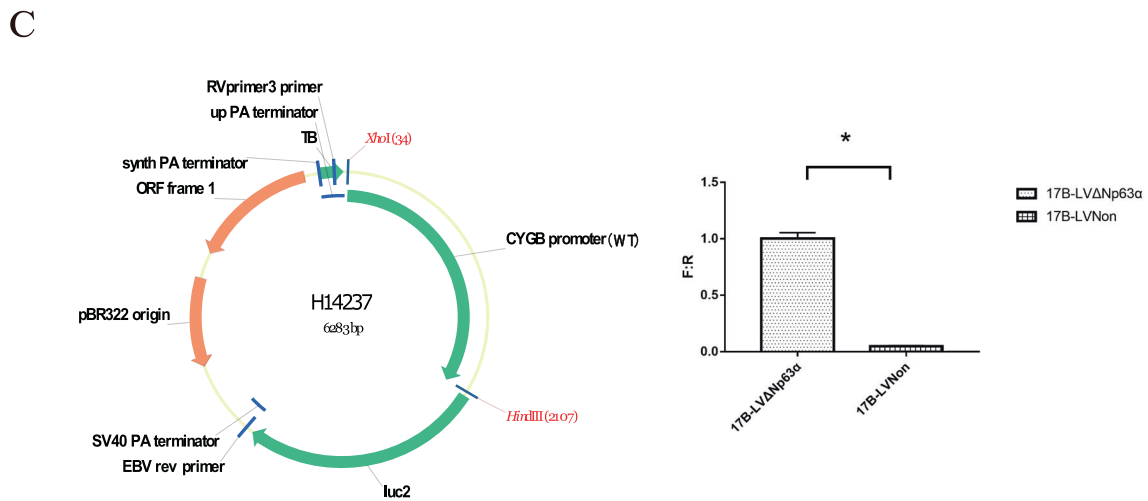 C
RVprimer3 primer
up PA terminator
TB
XhoI (34)
synth PA terminator
ORF frame 1
CYGB promoter (WT)
H14237
6283 bp
pBR322 origin
HindIII (2107)
SV40 PA terminator
EBV rev primer
luc2
*
1.5
1.0
0.5
0.0
F:R
17B-LVΔNp63α
17B-LVNon
17B-LVΔNp63α
17B-LVNon